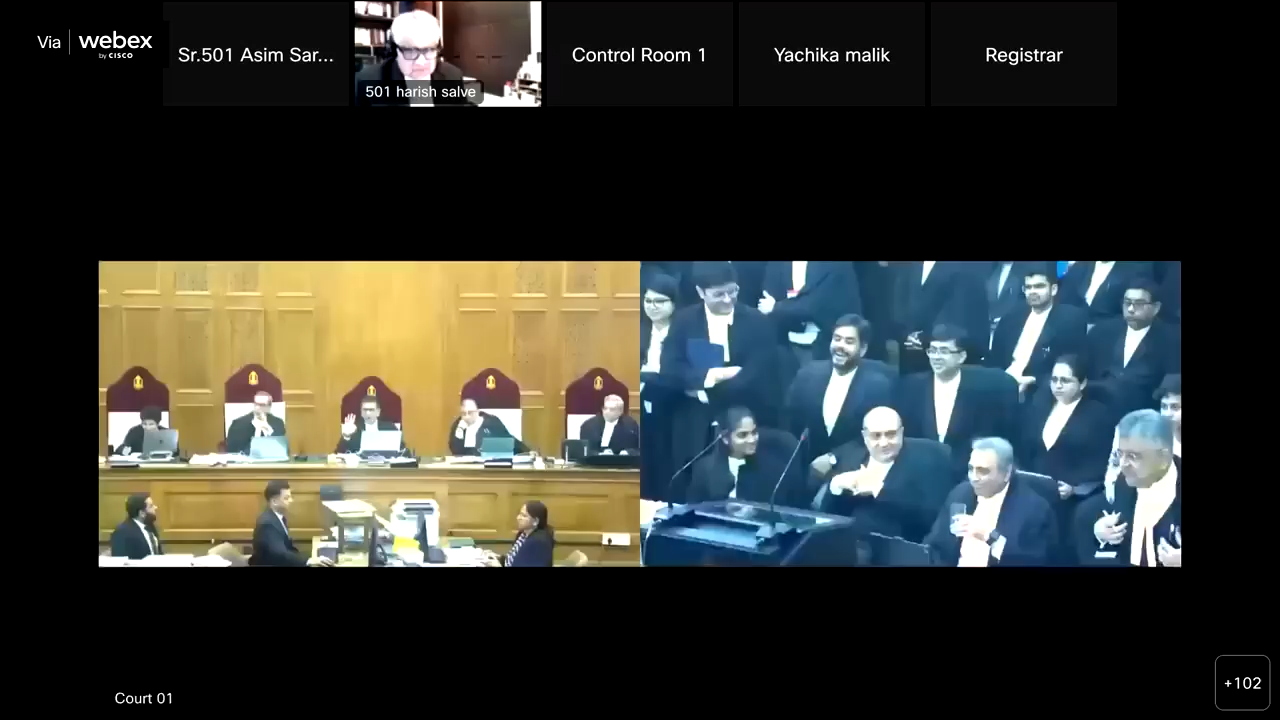 Via webex
by CISCO
Sr.501 Asim Sar...
501 harish salve
Control Room 1
Yachika malik
Registrar
Court 01
+102